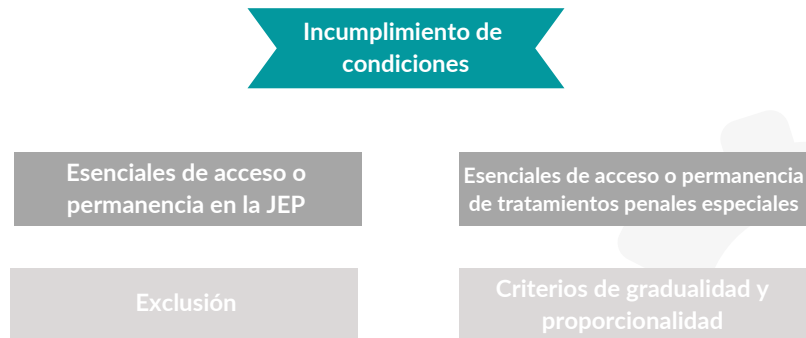 Incumplimiento de
condiciones
Esenciales de acceso o
permanencia en la JEP
Esenciales de acceso o permanencia
de tratamientos penales especiales
Exclusión
Criterios de gradualidad y
proporcionalidad